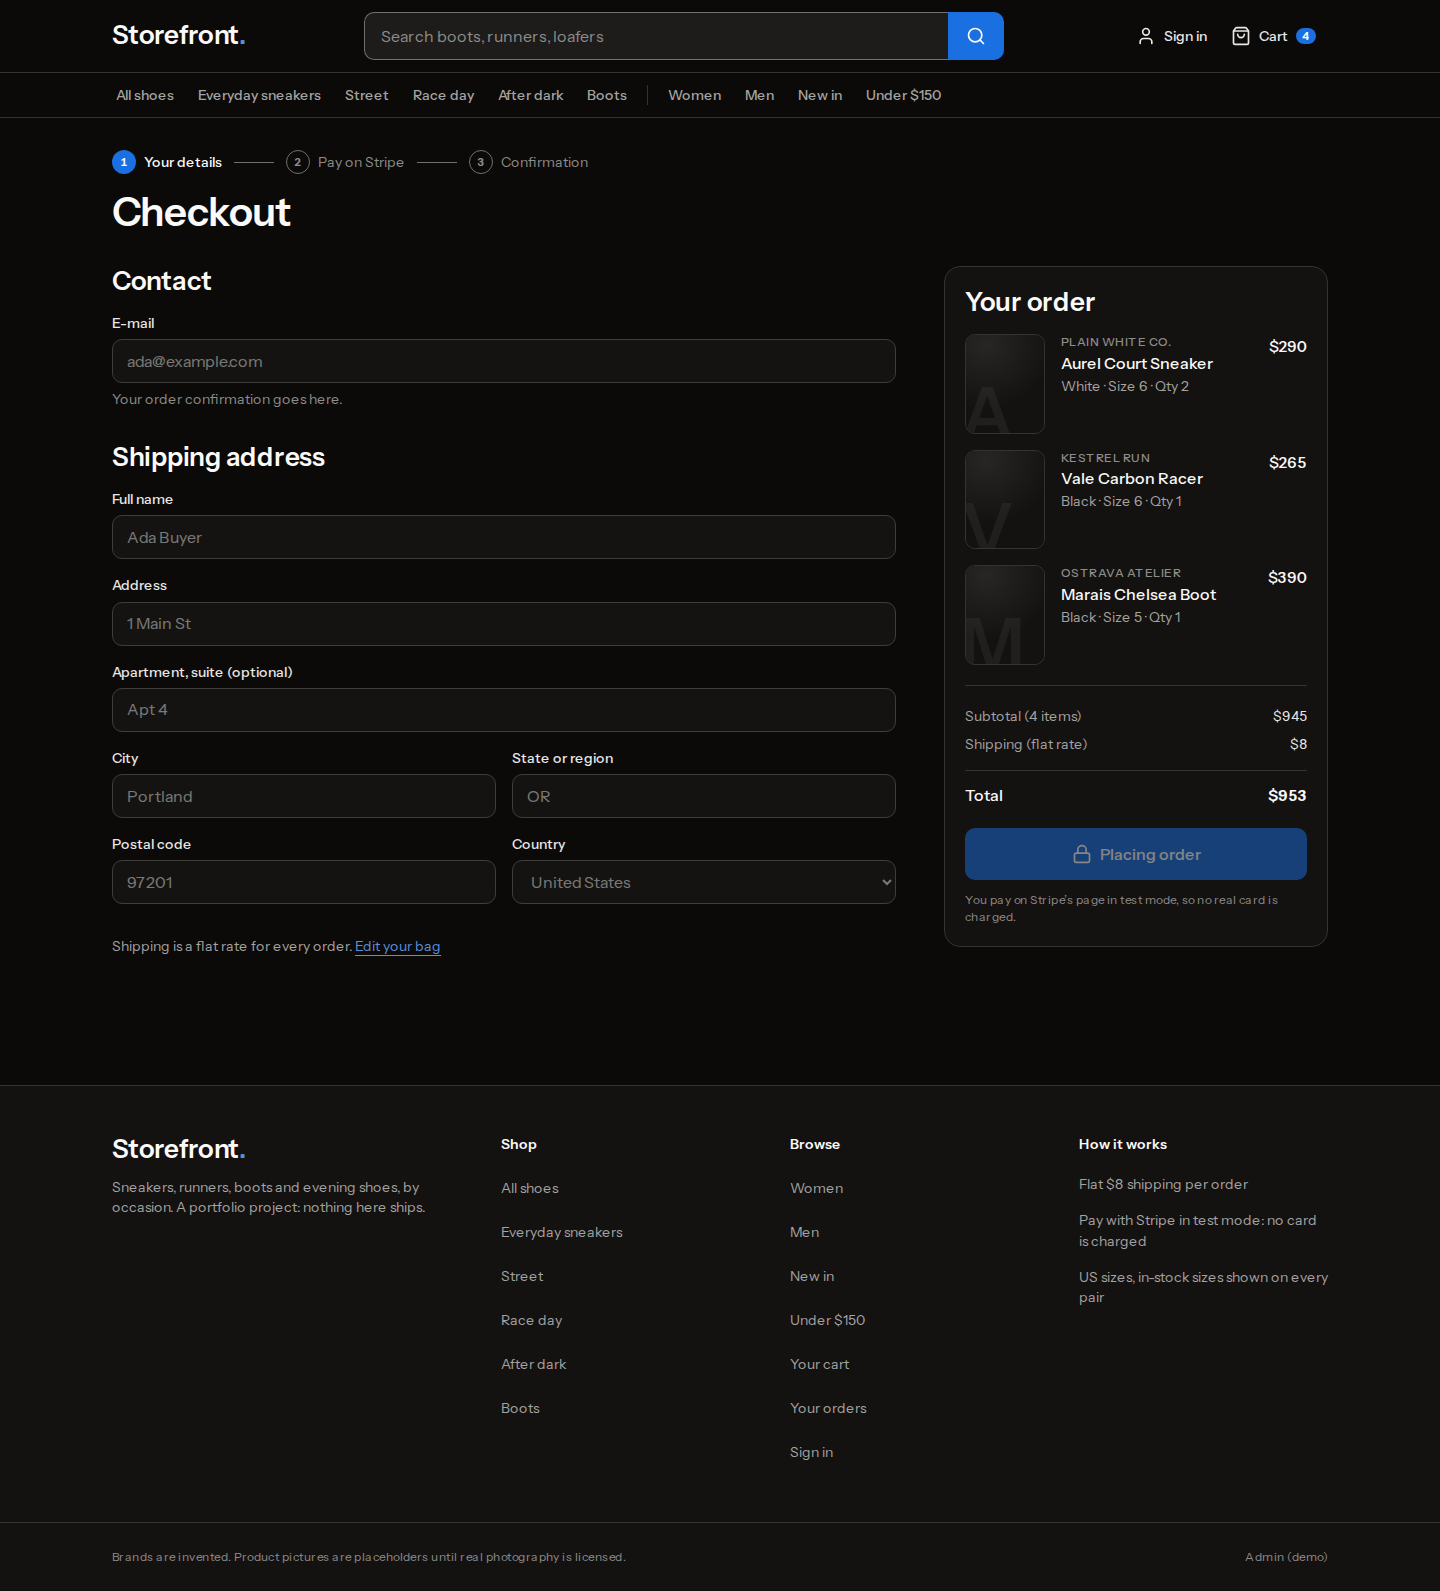 Storefront.
Search boots, runners, loafers
Sign in
Cart 4
All shoes Everyday sneakers Street Race day After dark Boots Women Men New in Under $150
1 Your details 2 Pay on Stripe 3 Confirmation
Checkout
Contact
E-mail
ada@example.com
Your order confirmation goes here.
Shipping address
Full name
Ada Buyer
Address
1 Main St
Apartment, suite (optional)
Apt 4
City
Portland
State or region
OR
Postal code
97201
Country
United States
Shipping is a flat rate for every order. Edit your bag
Your order
A
PLAIN WHITE CO.
Aurel Court Sneaker
White · Size 6 · Qty 2
$290
V
KESTREL RUN
Vale Carbon Racer
Black · Size 6 · Qty 1
$265
M
OSTRAVA ATELIER
Marais Chelsea Boot
Black · Size 5 · Qty 1
$390
Subtotal (4 items) $945
Shipping (flat rate) $8
Total $953
Placing order
You pay on Stripe's page in test mode, so no real card is
charged.
Storefront.
Sneakers, runners, boots and evening shoes, by
occasion. A portfolio project: nothing here ships.
Shop
All shoes
Everyday sneakers
Street
Race day
After dark
Boots
Browse
Women
Men
New in
Under $150
Your cart
Your orders
Sign in
How it works
Flat $8 shipping per order
Pay with Stripe in test mode: no card
is charged
US sizes, in-stock sizes shown on every
pair
Brands are invented. Product pictures are placeholders until real photography is licensed.
Admin (demo)